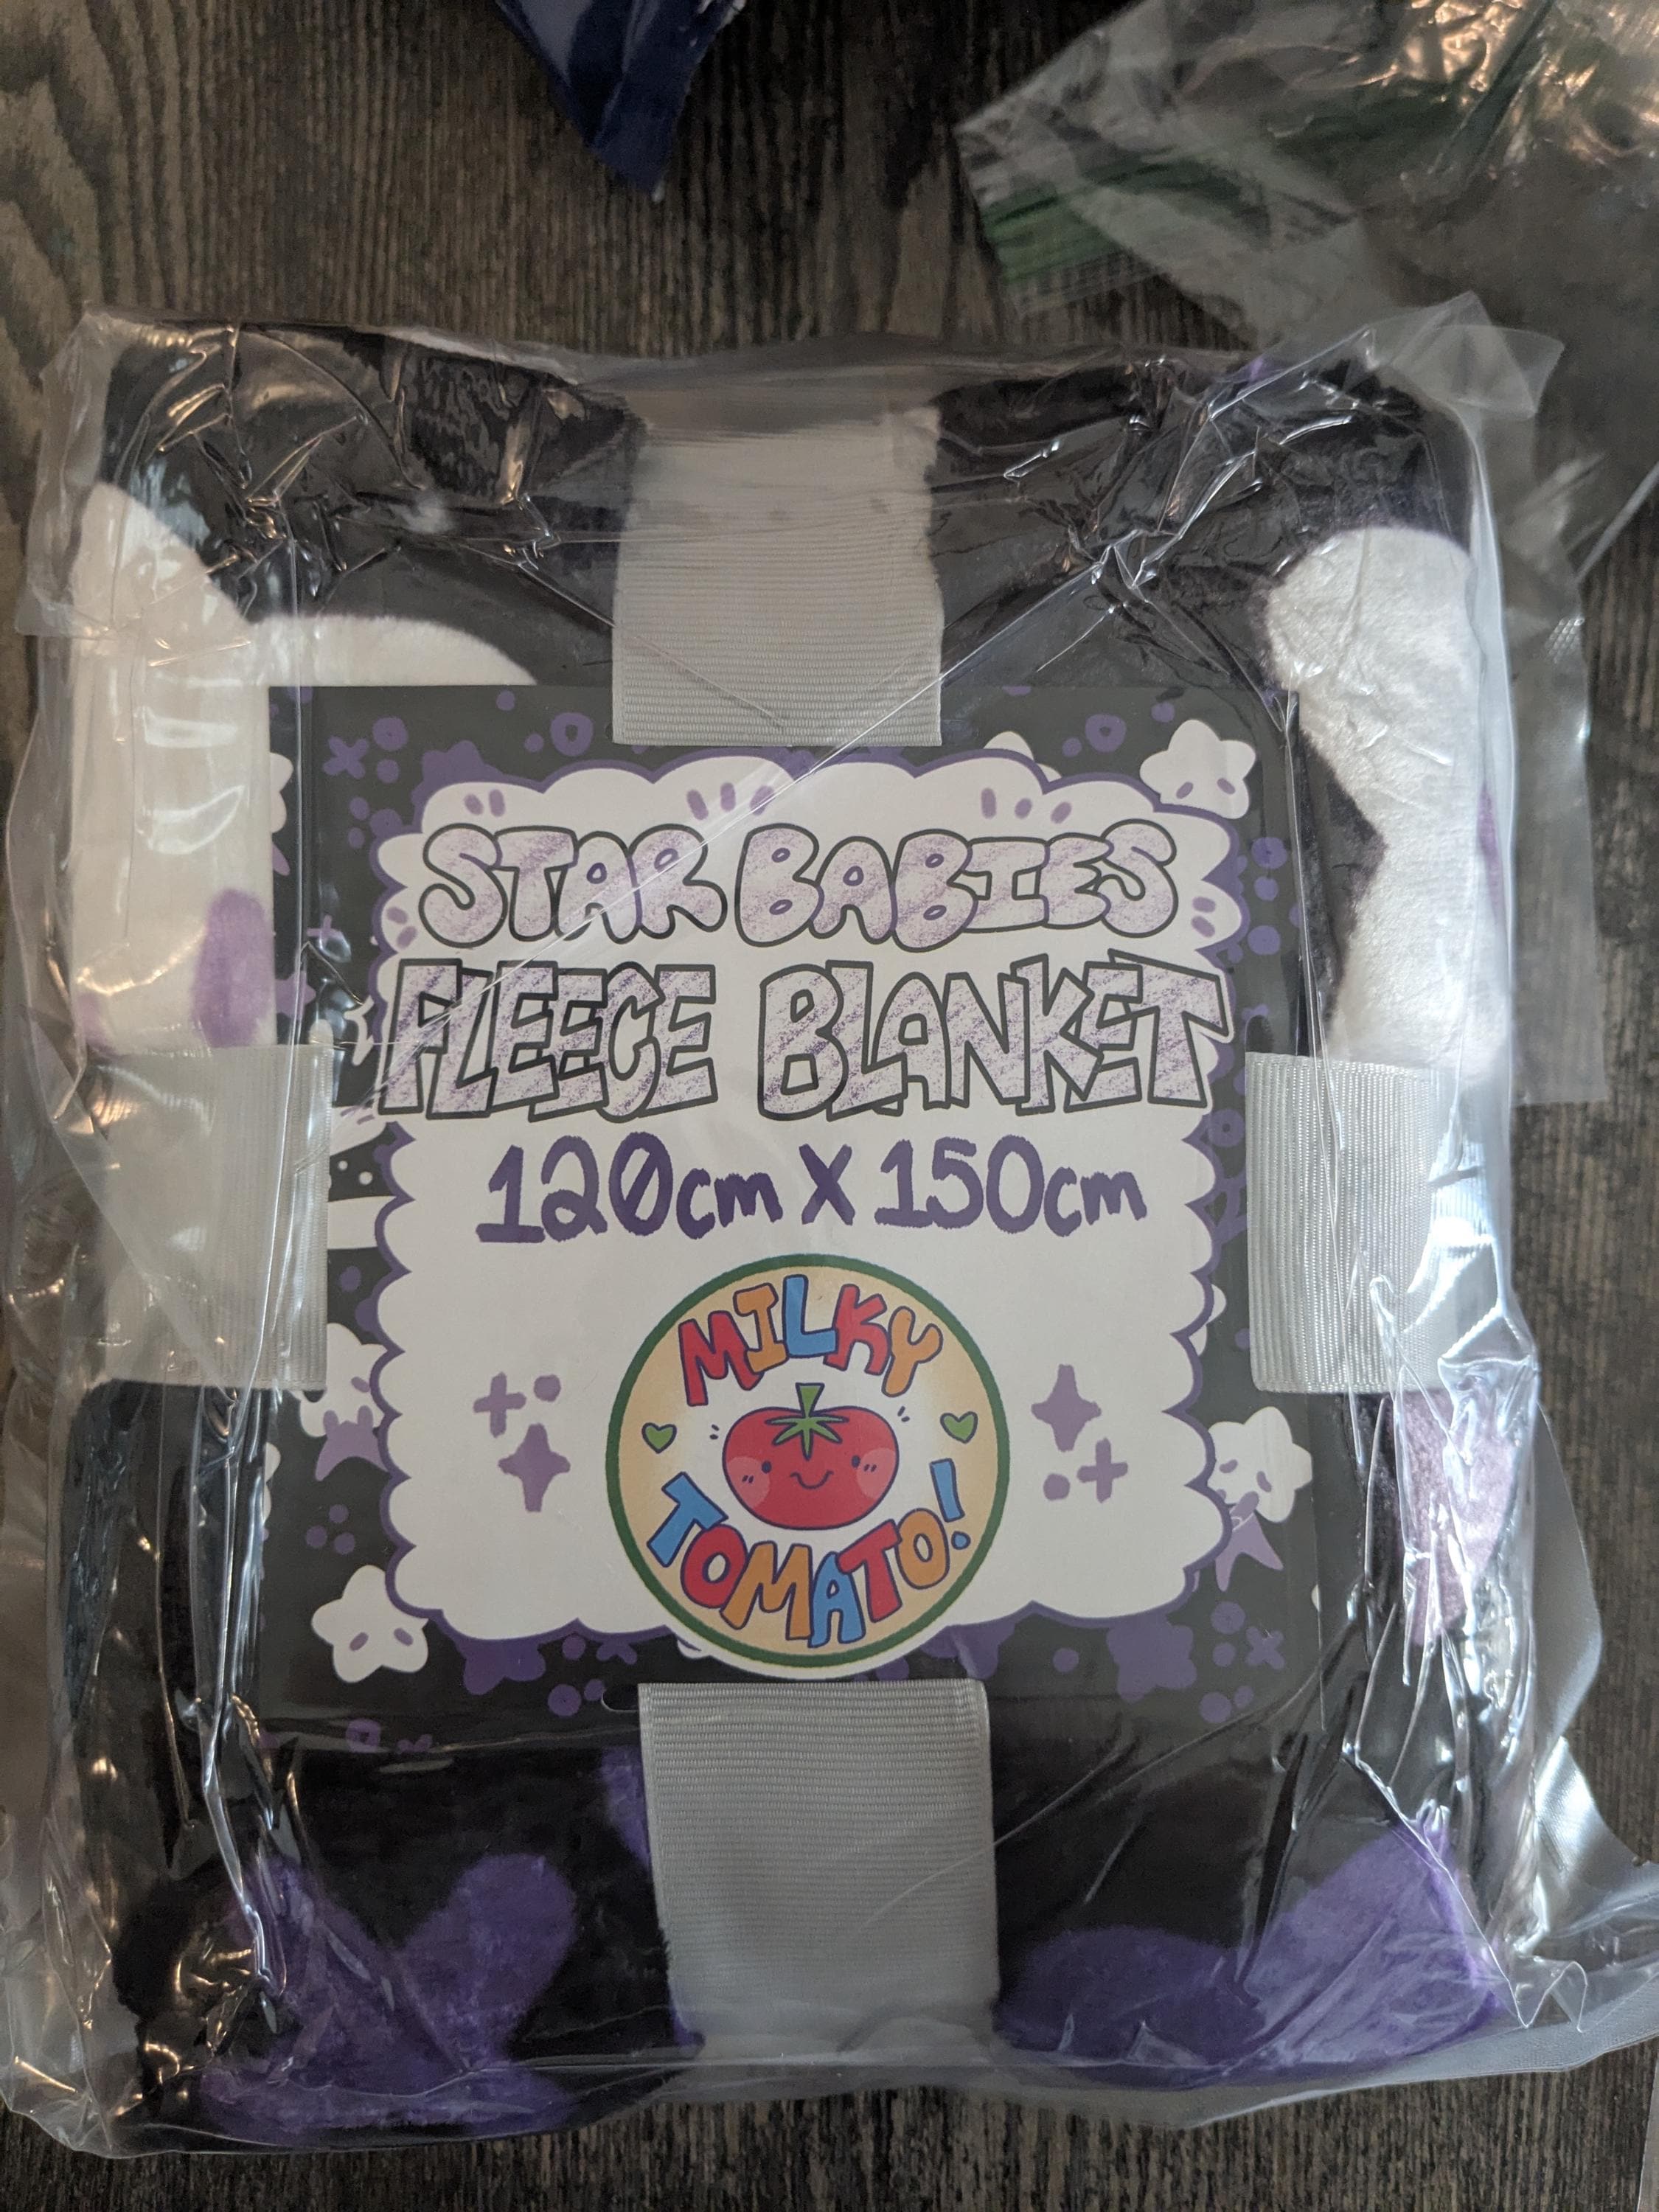 STAR BABIES
FLEECE BLANKET
120cm X 150cm
MILKY
TOMATO!